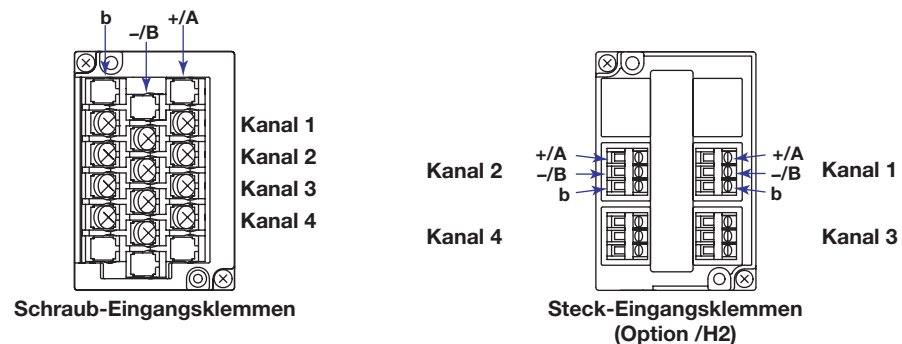 b
–/B
+/A
Kanal 1
Kanal 2
Kanal 3
Kanal 4
Schraub-Eingangsklemmen
Kanal 2
+/A
–/B
b
+/A
–/B
b
Kanal 1
Kanal 4
Kanal 3
Steck-Eingangsklemmen
(Option /H2)